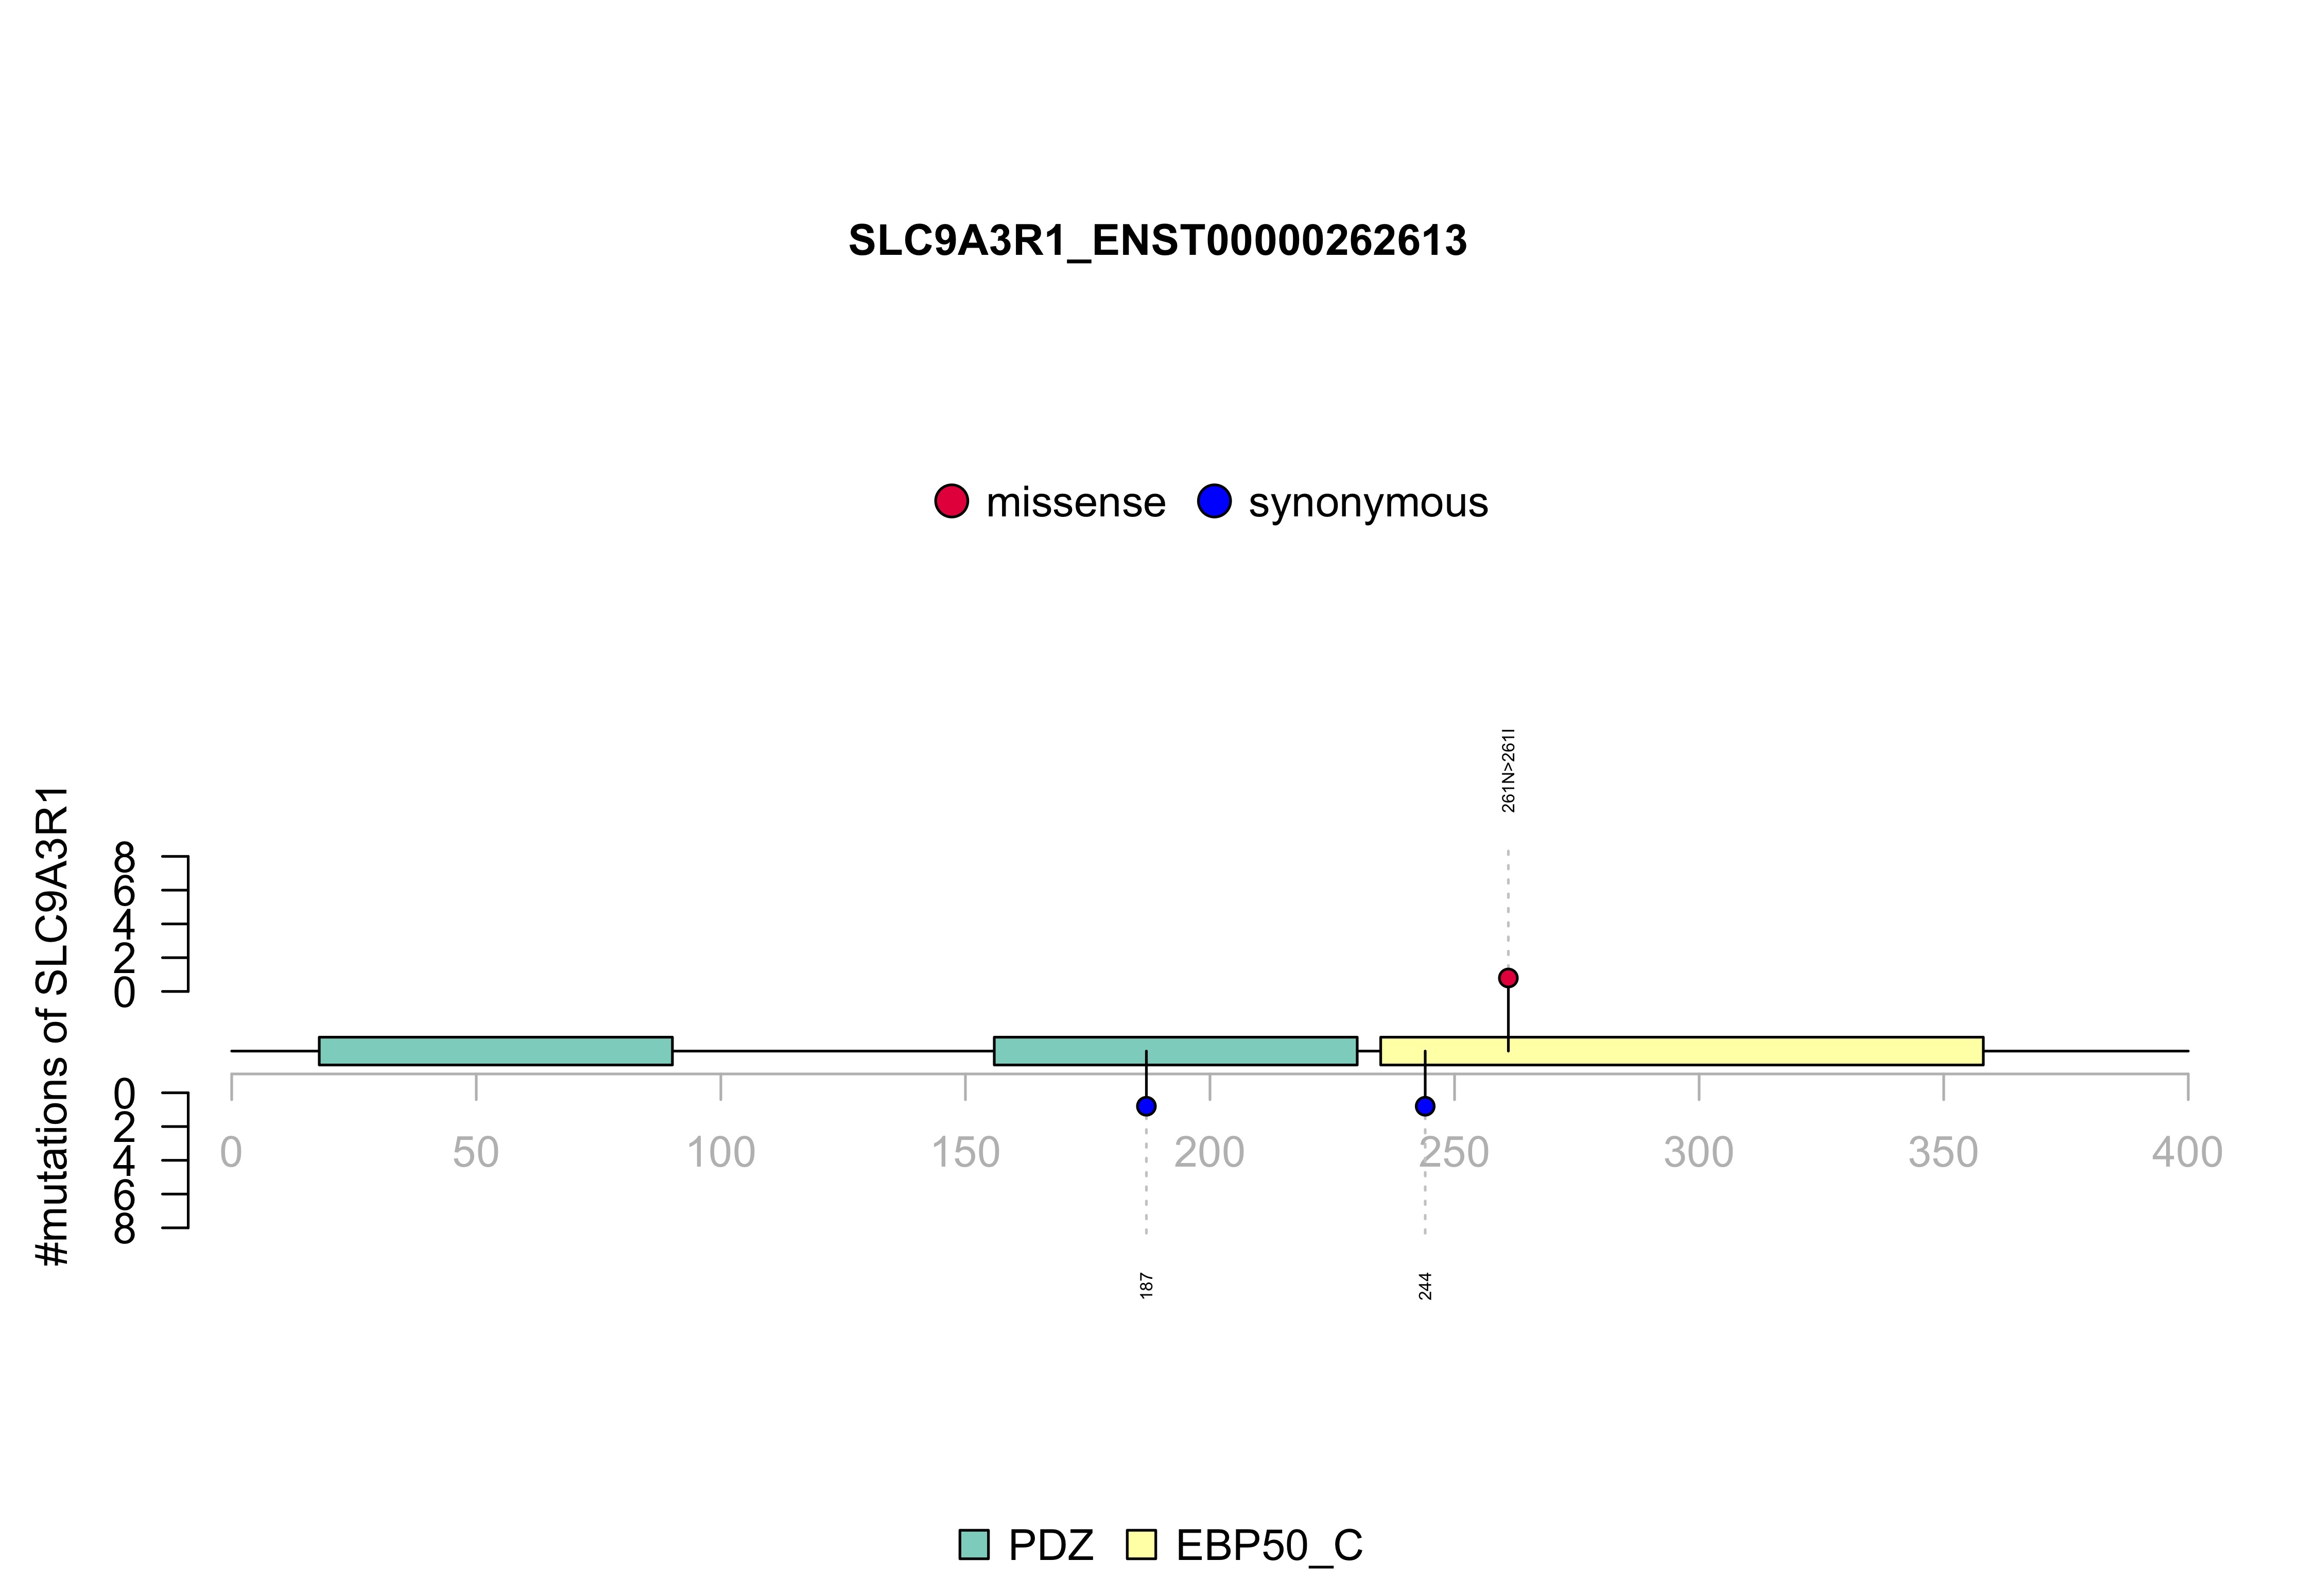 SLC9A3R1_ENST00000262613
missense synonymous
261N>261I
#mutations of SLC9A3R1
8
6
4
2
0
0
2
4
6
8
0 50 100 150 200 250 300 350 400
187 244
PDZ EBP50_C